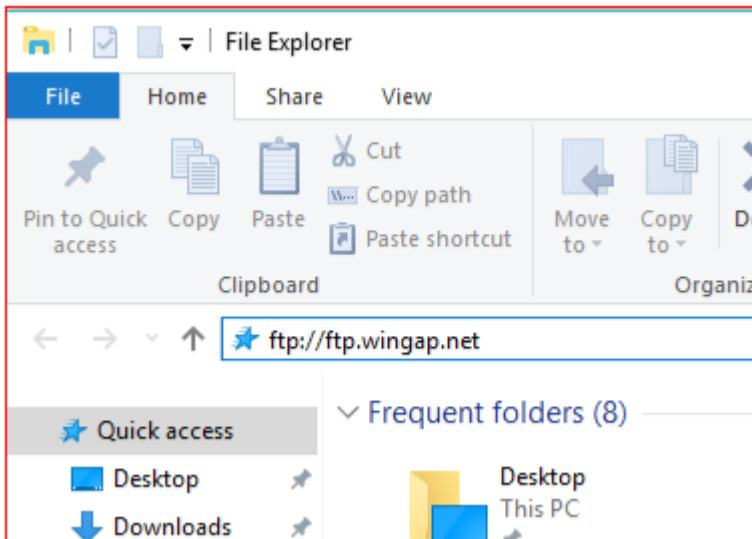 File Explorer
File Home Share View
Pin to Quick access
Copy
Paste
Cut
Copy path
Paste shortcut
Move to
Copy to
Clipboard
ftp://ftp.wingap.net
Quick access
Frequent folders (8)
Desktop
Downloads
Desktop
This PC